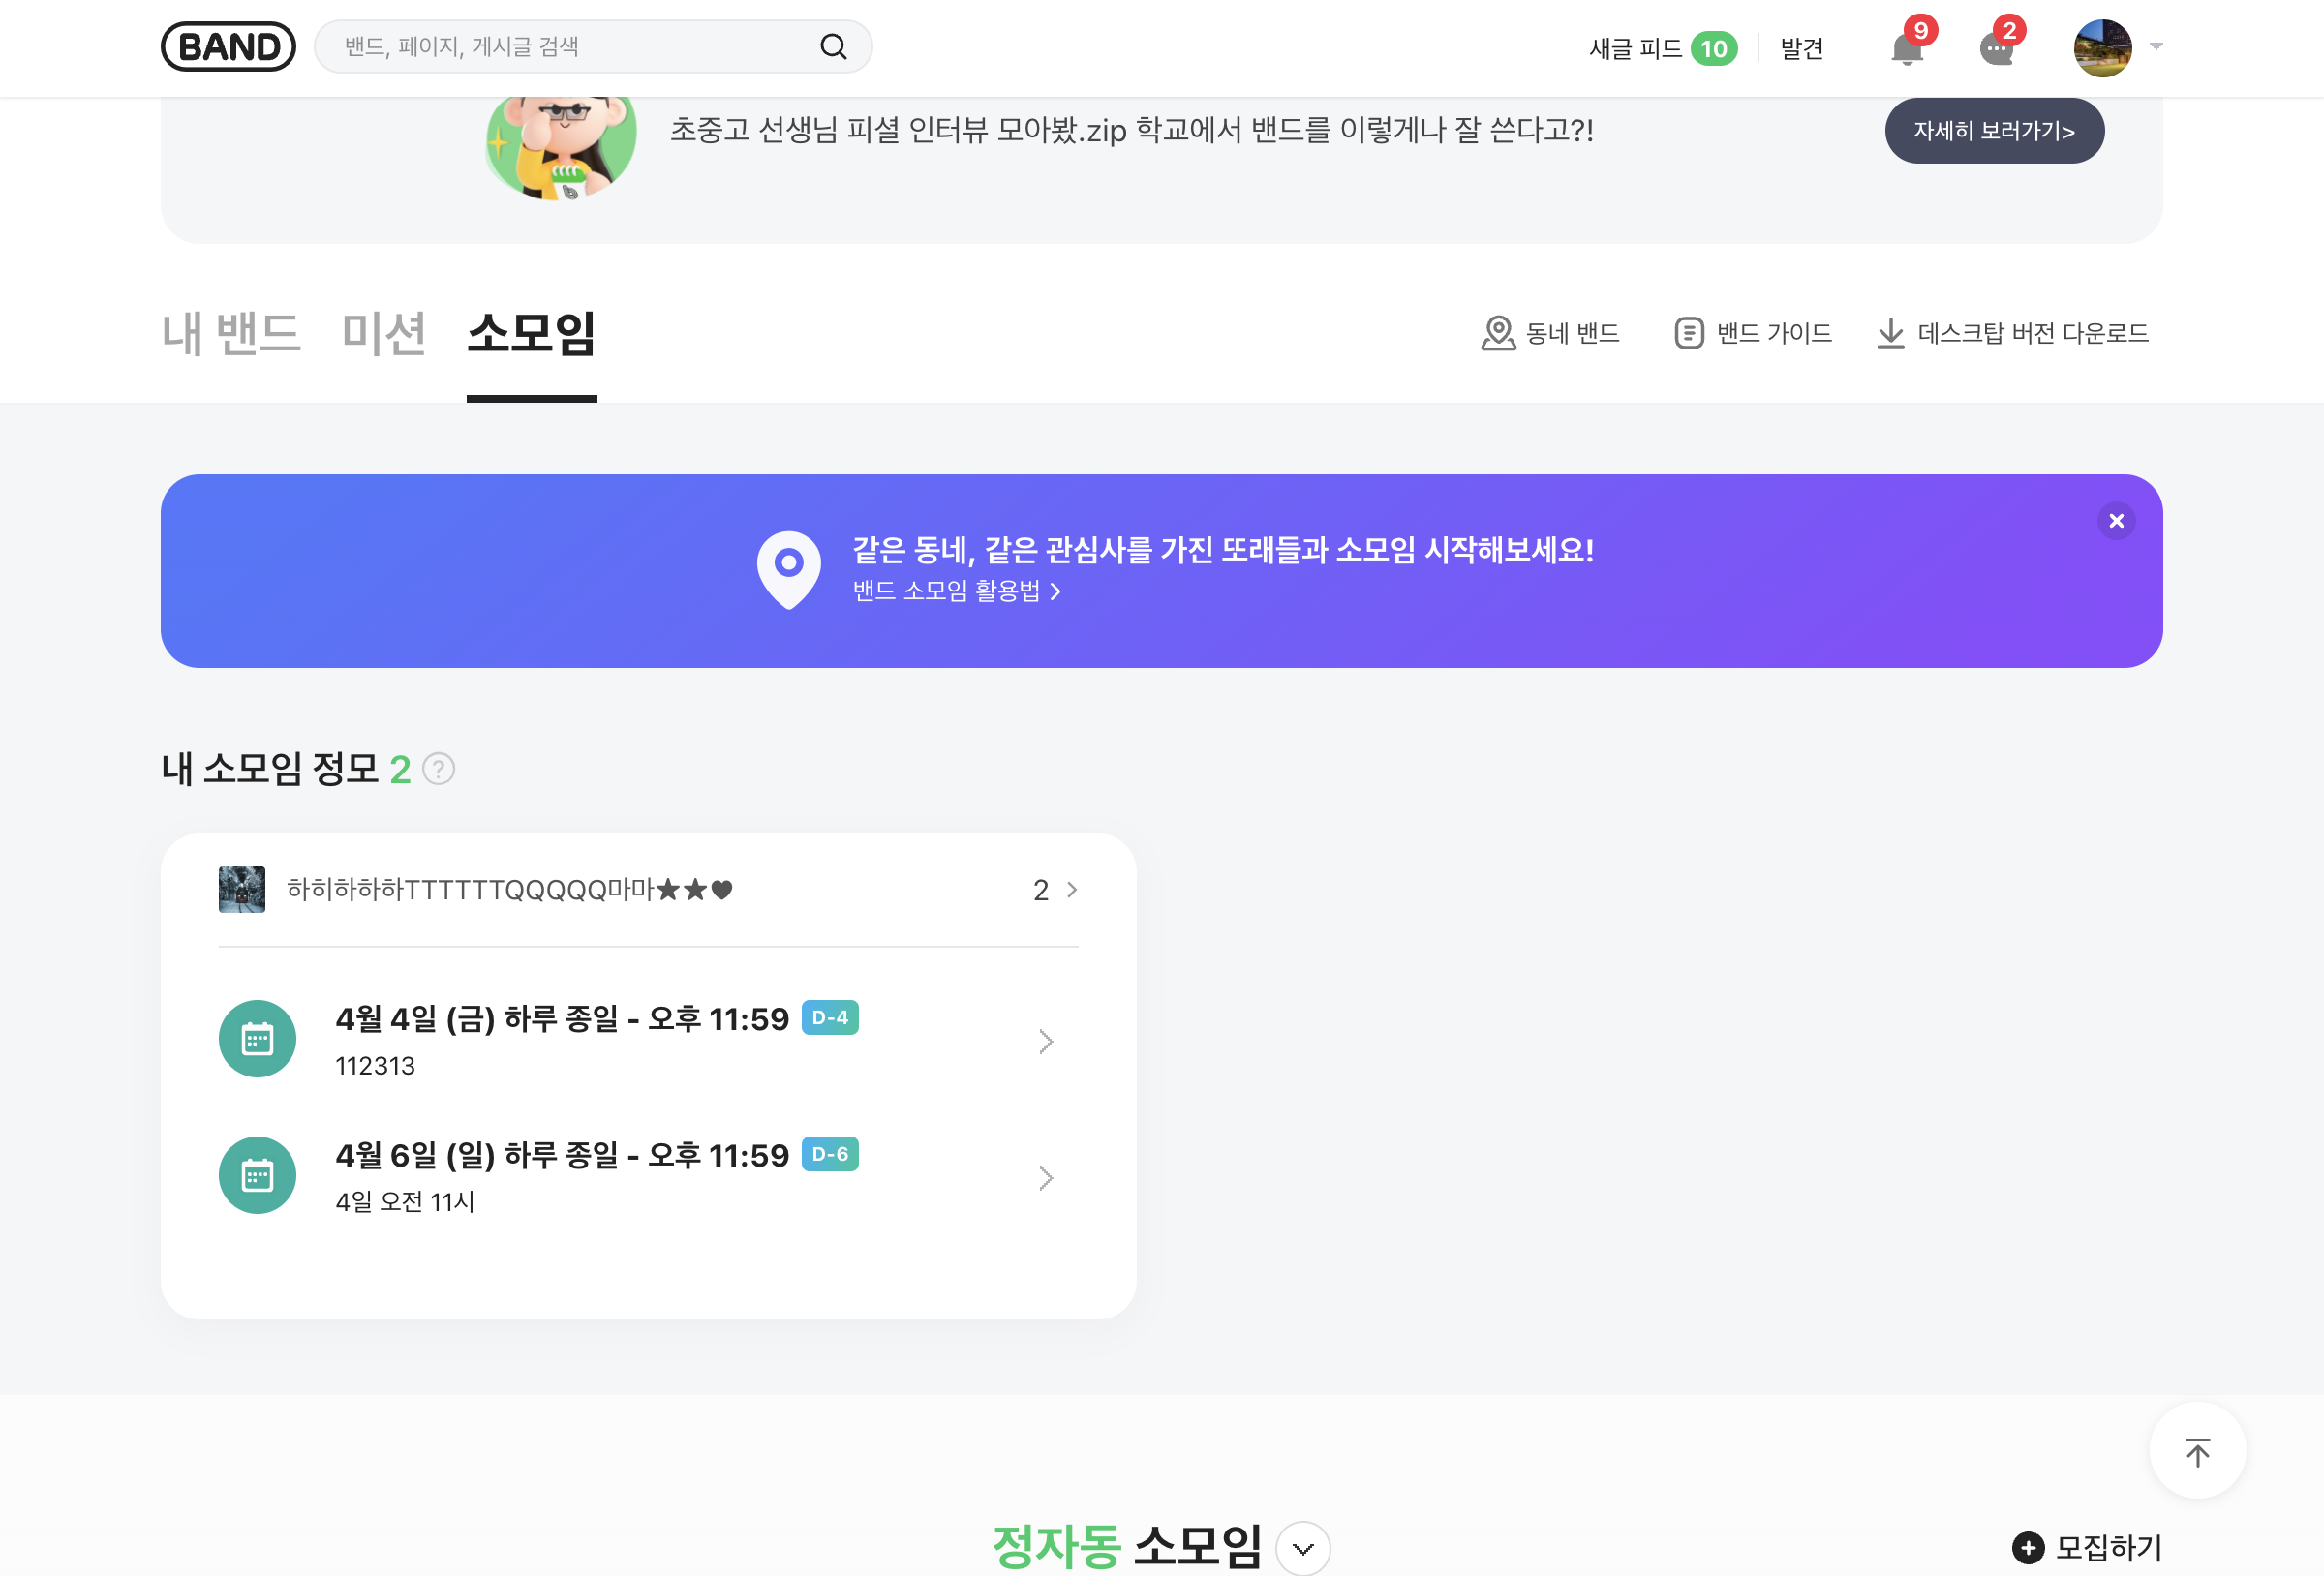 BAND
밴드, 페이지, 게시글 검색
새글 피드 10
발견
9
2
초중고 선생님 피셜 인터뷰 모아봤.zip 학교에서 밴드를 이렇게나 잘 쓴다고?!
자세히 보러가기>
내 밴드
미션
소모임
동네 밴드
밴드 가이드
데스크탑 버전 다운로드
같은 동네, 같은 관심사를 가진 또래들과 소모임 시작해보세요!
밴드 소모임 활용법 >
내 소모임 정모 2 ?
하히하하하TTTTTTQQQQQ마마★★♥
2 >
4월 4일 (금) 하루 종일 - 오후 11:59 D-4
112313
4월 6일 (일) 하루 종일 - 오후 11:59 D-6
4일 오전 11시
정자동 소모임
모집하기